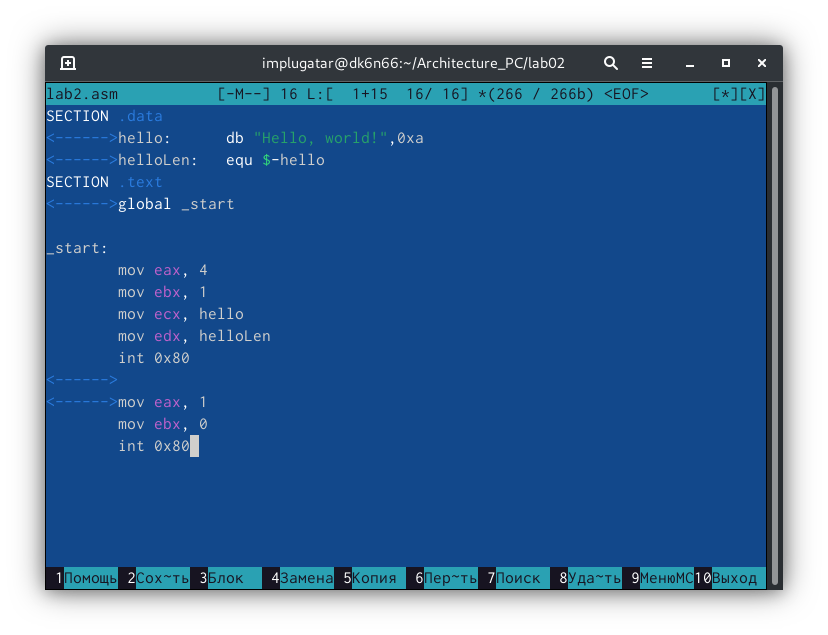 implugatar@dk6n66:~/Architecture_PC/lab02
lab2.asm [-M--] 16 L:[ 1+15 16/ 16] *(266 / 266b) <EOF> [*][X]
SECTION .data
<------>hello: db "Hello, world!",0xa
<------>helloLen: equ $-hello
SECTION .text
<------>global _start
_start:
mov eax, 4
mov ebx, 1
mov ecx, hello
mov edx, helloLen
int 0x80
<------>
<------>mov eax, 1
mov ebx, 0
int 0x80
1Помощь 2Сох~ть 3Блок 4Замена 5Копия 6Пер~ть 7Поиск 8Уда~ть 9МенюMC 10Выход